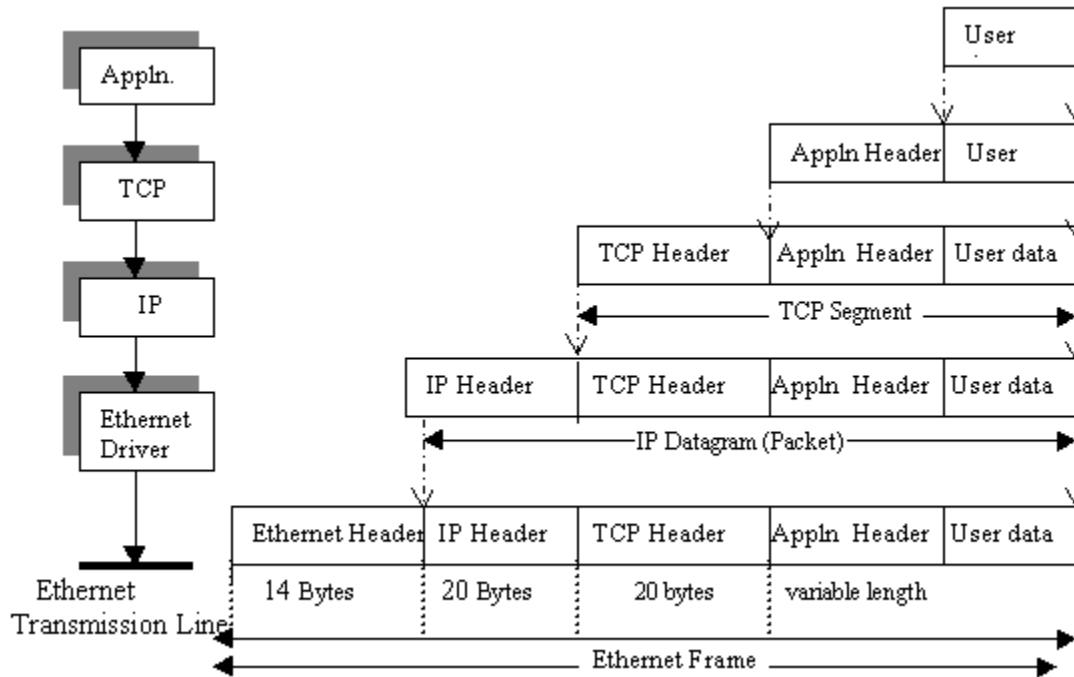 User
Appln.
Appln Header User
TCP
TCP Header Appln Header User data
TCP Segment
IP
IP Header TCP Header Appln Header User data
Ethernet
Driver
IP Datagram (Packet)
Ethernet Header IP Header TCP Header Appln Header User data
Ethernet
Transmission Line
14 Bytes 20 Bytes 20 bytes variable length
Ethernet Frame